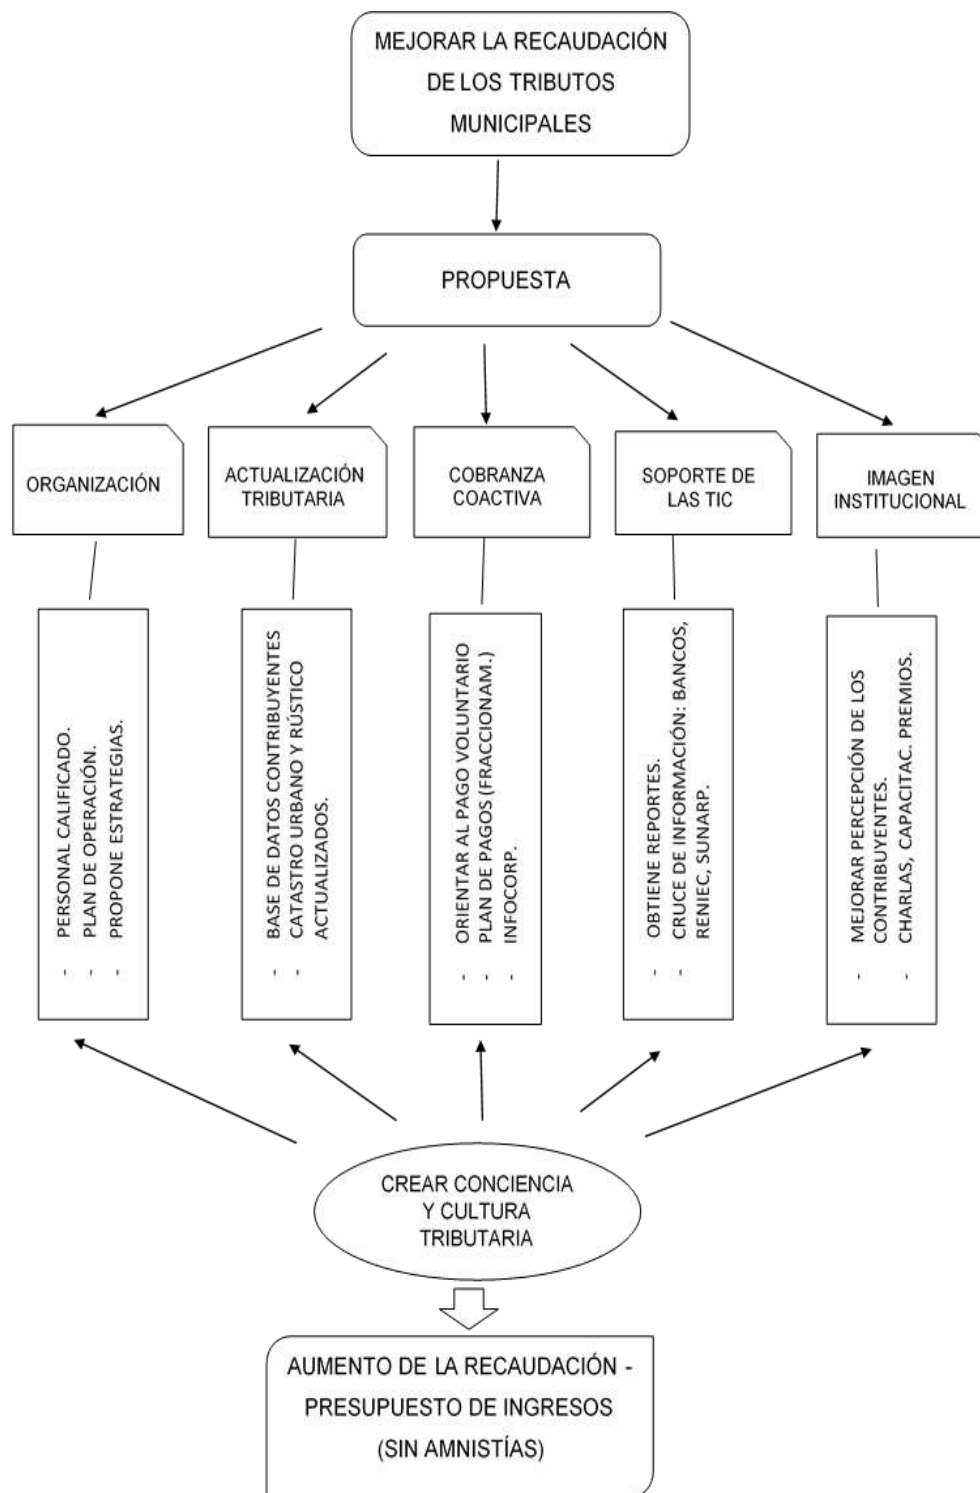 MEJORAR LA RECAUDACIÓN
DE LOS TRIBUTOS
MUNICIPALES
PROPUESTA
ORGANIZACIÓN
ACTUALIZACIÓN
TRIBUTARIA
COBRANZA
COACTIVA
SOPORTE DE
LAS TIC
IMAGEN
INSTITUCIONAL
- PERSONAL CALIFICADO.
- PLAN DE OPERACIÓN.
- PROPONE ESTRATEGIAS.
- BASE DE DATOS CONTRIBUYENTES
- CATASTRO URBANO Y RÚSTICO
ACTUALIZADOS.
- ORIENTAR AL PAGO VOLUNTARIO
- PLAN DE PAGOS (FRACCIONAM.)
- INFOCORP.
- OBTIENE REPORTES.
- CRUCE DE INFORMACIÓN: BANCOS,
RENIEC, SUNARP.
- MEJORAR PERCEPCIÓN DE LOS
CONTRIBUYENTES.
- CHARLAS, CAPACITAC. PREMIOS.
CREAR CONCIENCIA
Y CULTURA
TRIBUTARIA
AUMENTO DE LA RECAUDACIÓN -
PRESUPUESTO DE INGRESOS
(SIN AMNISTÍAS)